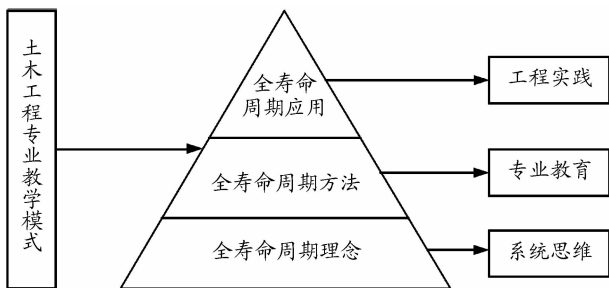 土木工程专业教学模式
全寿命
周期应用
工程实践
全寿命周期方法
专业教育
全寿命周期理念
系统思维